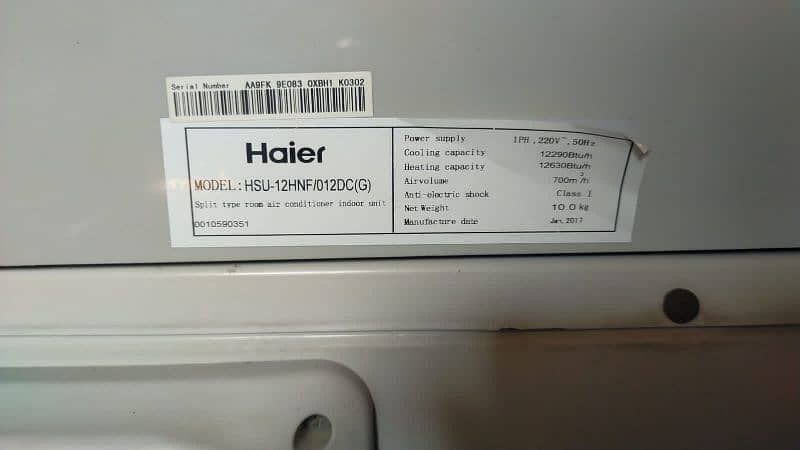 Serial Number AA9FK 9E083 0XBH1 K0302
Haier
MODEL: HSU-12HNF/012DC(G)
Split type room air conditioner indoor unit
0010590351
Power supply 1PH, 220V~, 50Hz
Cooling capacity 12290Btu/h
Heating capacity 12630Btu/h
Airvolume 700m³/h
Anti-electric shock Class I
Net Weight 10.0 kg
Manufacture date Jan, 2017